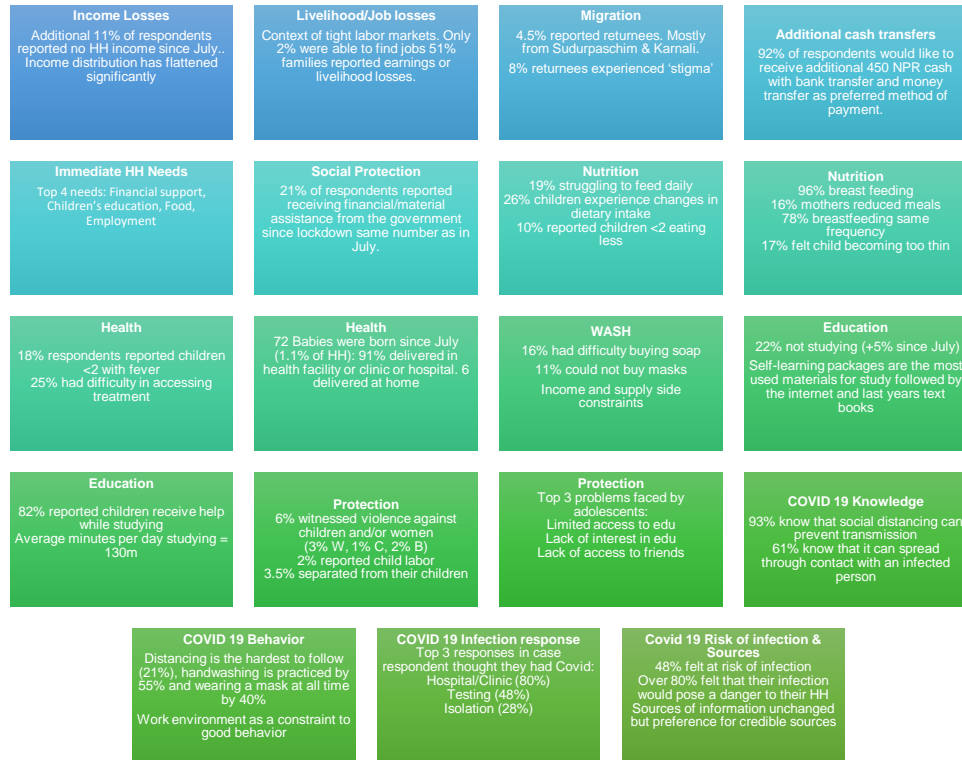 Income Losses
Additional 11% of respondents
reported no HH income since July..
Income distribution has flattened
significantly
Livelihood/Job losses
Context of tight labor markets. Only
2% were able to find jobs 51%
families reported earnings or
livelihood losses.
Migration
4.5% reported returnees. Mostly
from Sudurpaschim & Karnali.
8% returnees experienced ‘stigma’
Additional cash transfers
92% of respondents would like to
receive additional 450 NPR cash
with bank transfer and money
transfer as preferred method of
payment.
Immediate HH Needs
Top 4 needs: Financial support,
Children's education, Food,
Employment
Social Protection
21% of respondents reported
receiving financial/material
assistance from the government
since lockdown same number as in
July.
Nutrition
19% struggling to feed daily
26% children experience changes in
dietary intake
10% reported children <2 eating
less
Nutrition
96% breast feeding
16% mothers reduced meals
78% breastfeeding same
frequency
17% felt child becoming too thin
Health
18% respondents reported children
<2 with fever
25% had difficulty in accessing
treatment
Health
72 Babies were born since July
(1.1% of HH): 91% delivered in
health facility or clinic or hospital. 6
delivered at home
WASH
16% had difficulty buying soap
11% could not buy masks
Income and supply side
constraints
Education
22% not studying (+5% since July)
Self-learning packages are the most
used materials for study followed by
the internet and last years text
books
Education
82% reported children receive help
while studying
Average minutes per day studying =
130m
Protection
6% witnessed violence against
children and/or women
(3% W, 1% C, 2% B)
2% reported child labor
3.5% separated from their children
Protection
Top 3 problems faced by
adolescents:
Limited access to edu
Lack of interest in edu
Lack of access to friends
COVID 19 Knowledge
93% know that social distancing can
prevent transmission
61% know that it can spread
through contact with an infected
person
COVID 19 Behavior
Distancing is the hardest to follow
(21%), handwashing is practiced by
55% and wearing a mask at all time
by 40%
Work environment as a constraint to
good behavior
COVID 19 Infection response
Top 3 responses in case
respondent thought they had Covid:
Hospital/Clinic (80%)
Testing (48%)
Isolation (28%)
Covid 19 Risk of infection &
Sources
48% felt at risk of infection
Over 80% felt that their infection
would pose a danger to their HH
Sources of information unchanged
but preference for credible sources